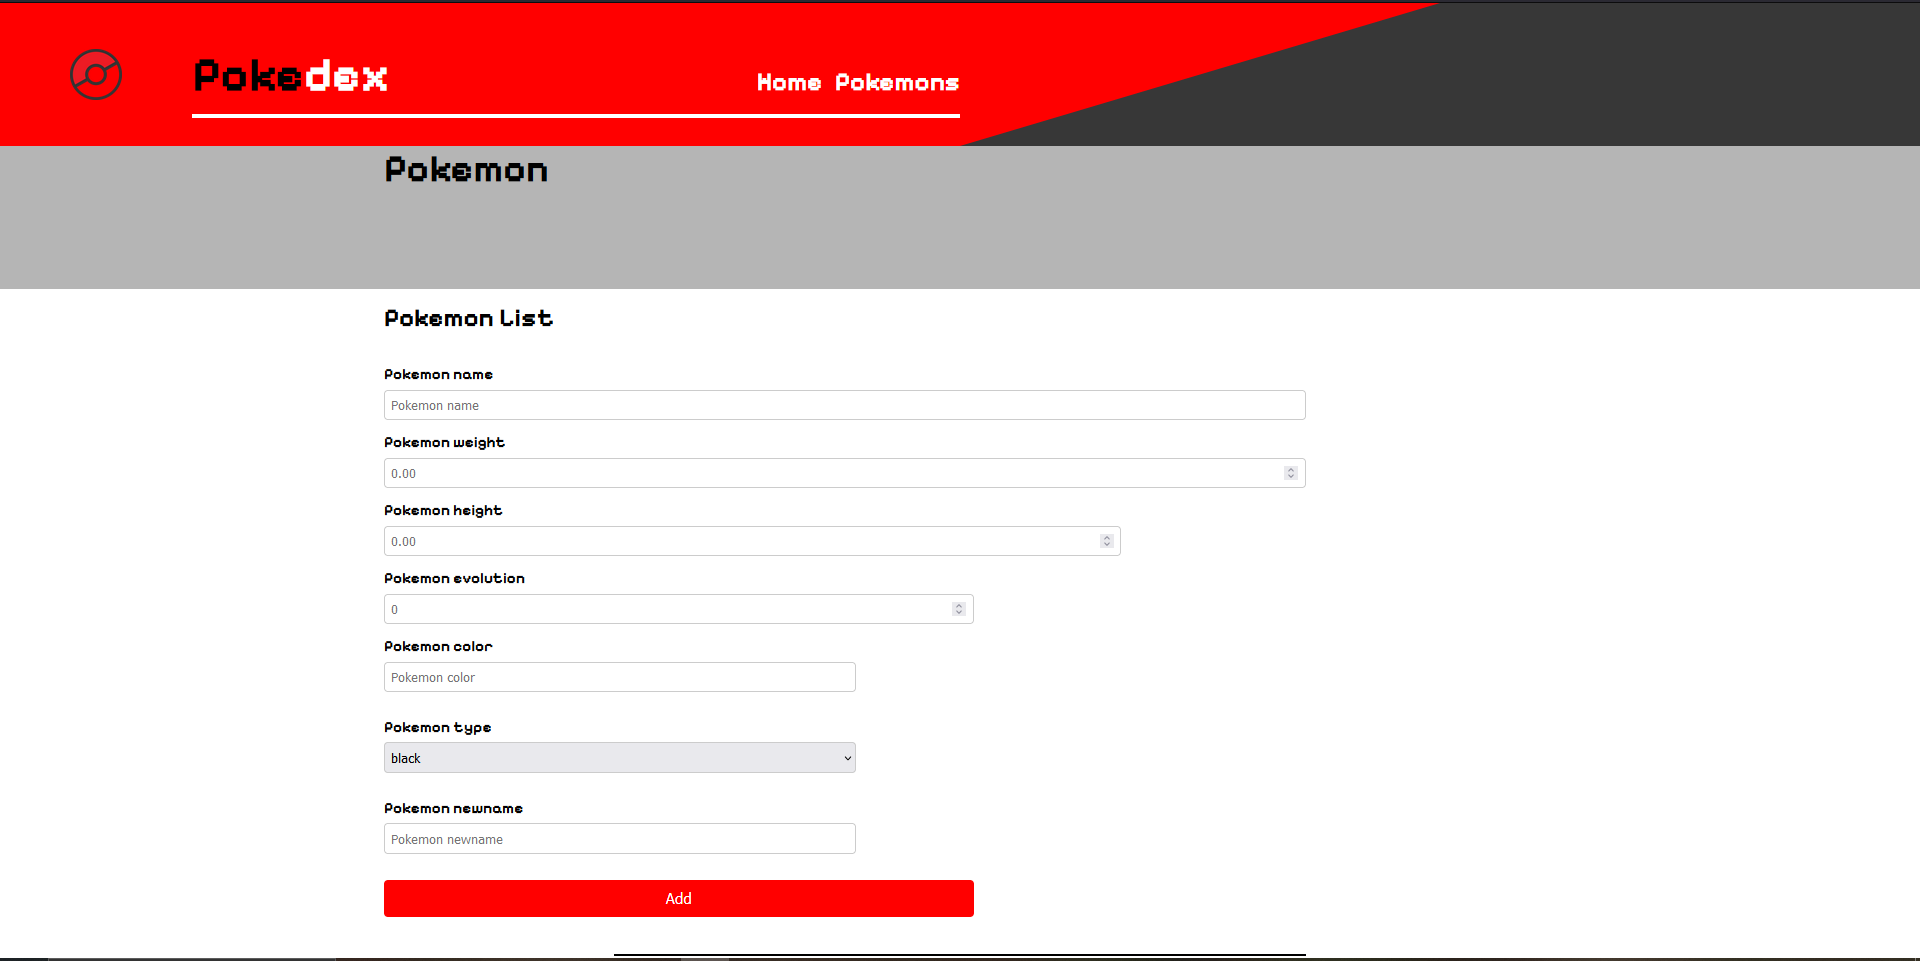 Pokedex
Home Pokemons
Pokemon
Pokemon List
Pokemon name
Pokemon name
Pokemon weight
0.00
Pokemon height
0.00
Pokemon evolution
0
Pokemon color
Pokemon color
Pokemon type
black
Pokemon newname
Pokemon newname
Add